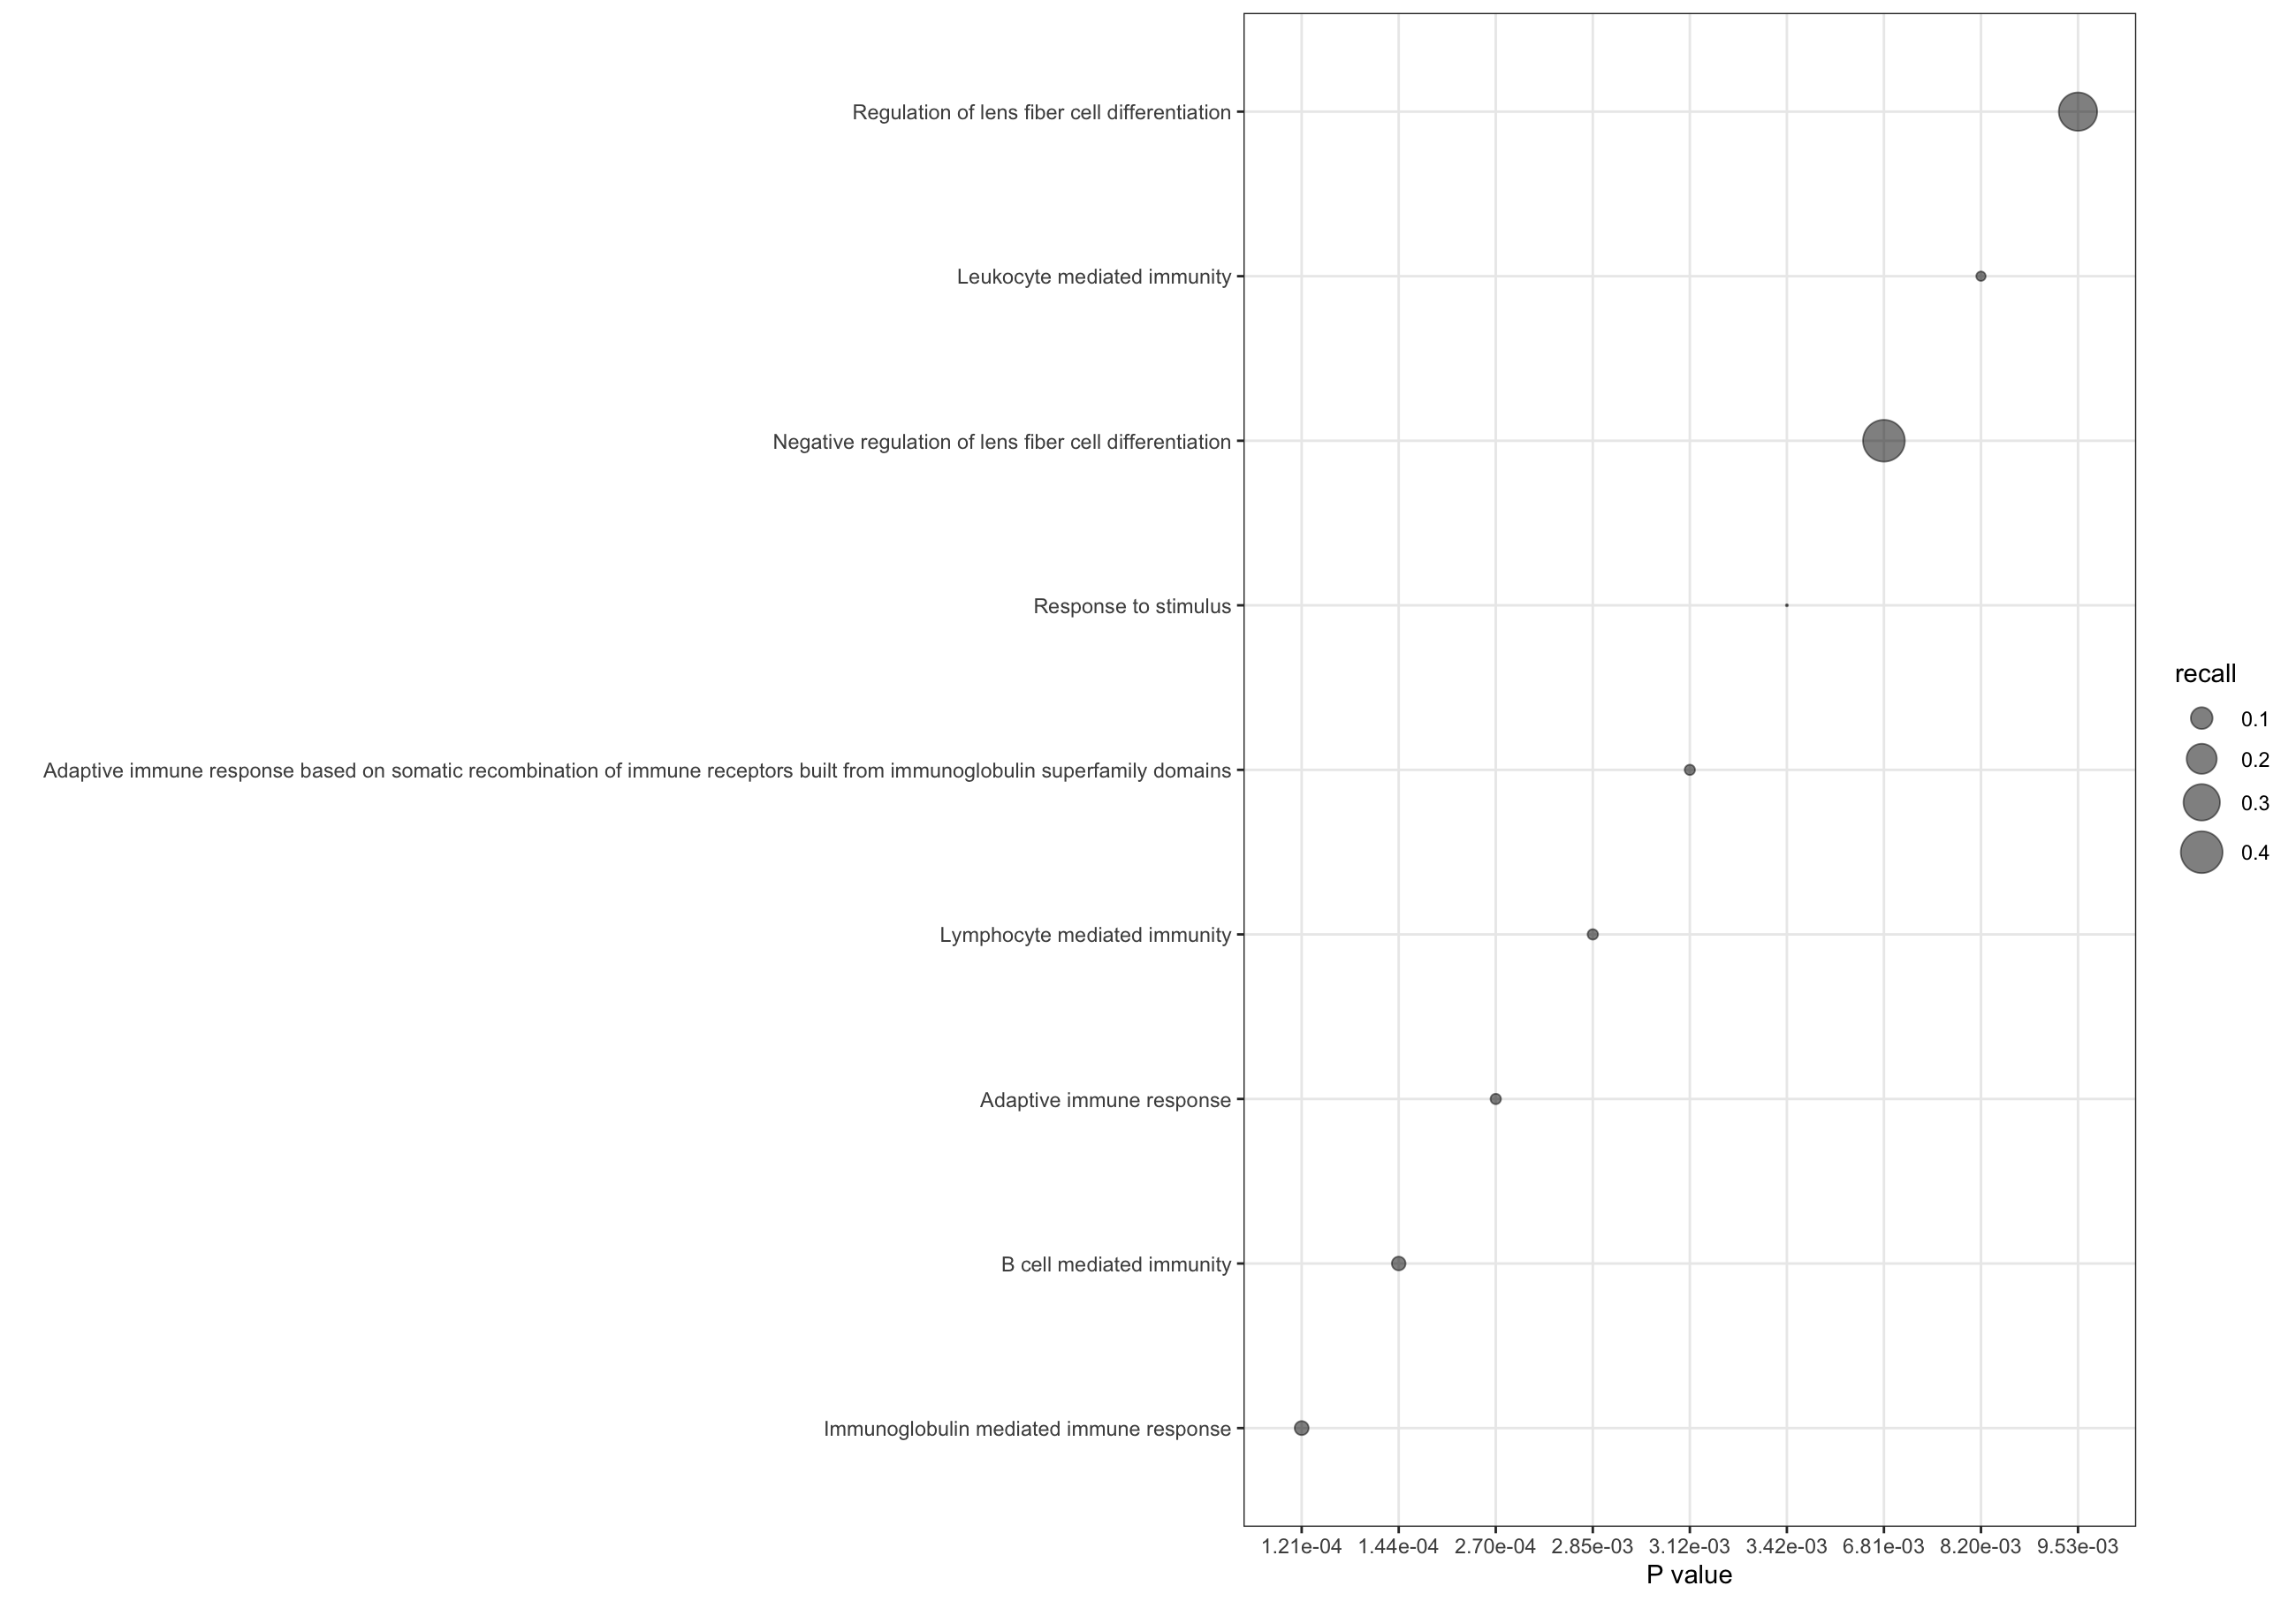 Regulation of lens fiber cell differentiation
Leukocyte mediated immunity
Negative regulation of lens fiber cell differentiation
Response to stimulus
Adaptive immune response based on somatic recombination of immune receptors built from immunoglobulin superfamily domains
Lymphocyte mediated immunity
Adaptive immune response
B cell mediated immunity
Immunoglobulin mediated immune response
1.21e-04 1.44e-04 2.70e-04 2.85e-03 3.12e-03 3.42e-03 6.81e-03 8.20e-03 9.53e-03
P value
recall
0.1
0.2
0.3
0.4